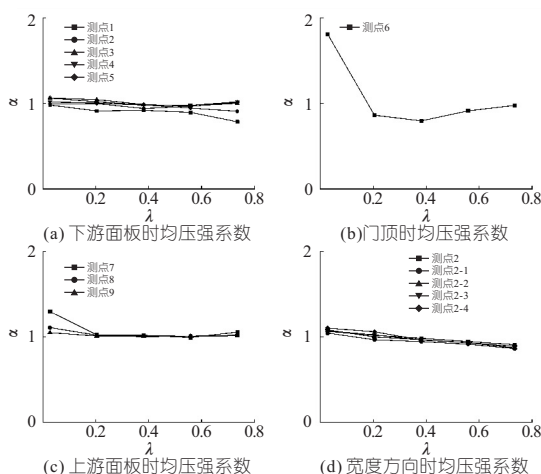 2
α
1
0
测点1
测点2
测点3
测点4
测点5
0.2 0.4 0.6 0.8
λ
(a) 下游面板时均压强系数
2
α
1
0
测点6
0.2 0.4 0.6 0.8
λ
(b)门顶时均压强系数
2
α
1
0
测点7
测点8
测点9
0.2 0.4 0.6 0.8
λ
(c) 上游面板时均压强系数
2
α
1
0
测点2
测点2-1
测点2-2
测点2-3
测点2-4
0.2 0.4 0.6 0.8
λ
(d) 宽度方向时均压强系数